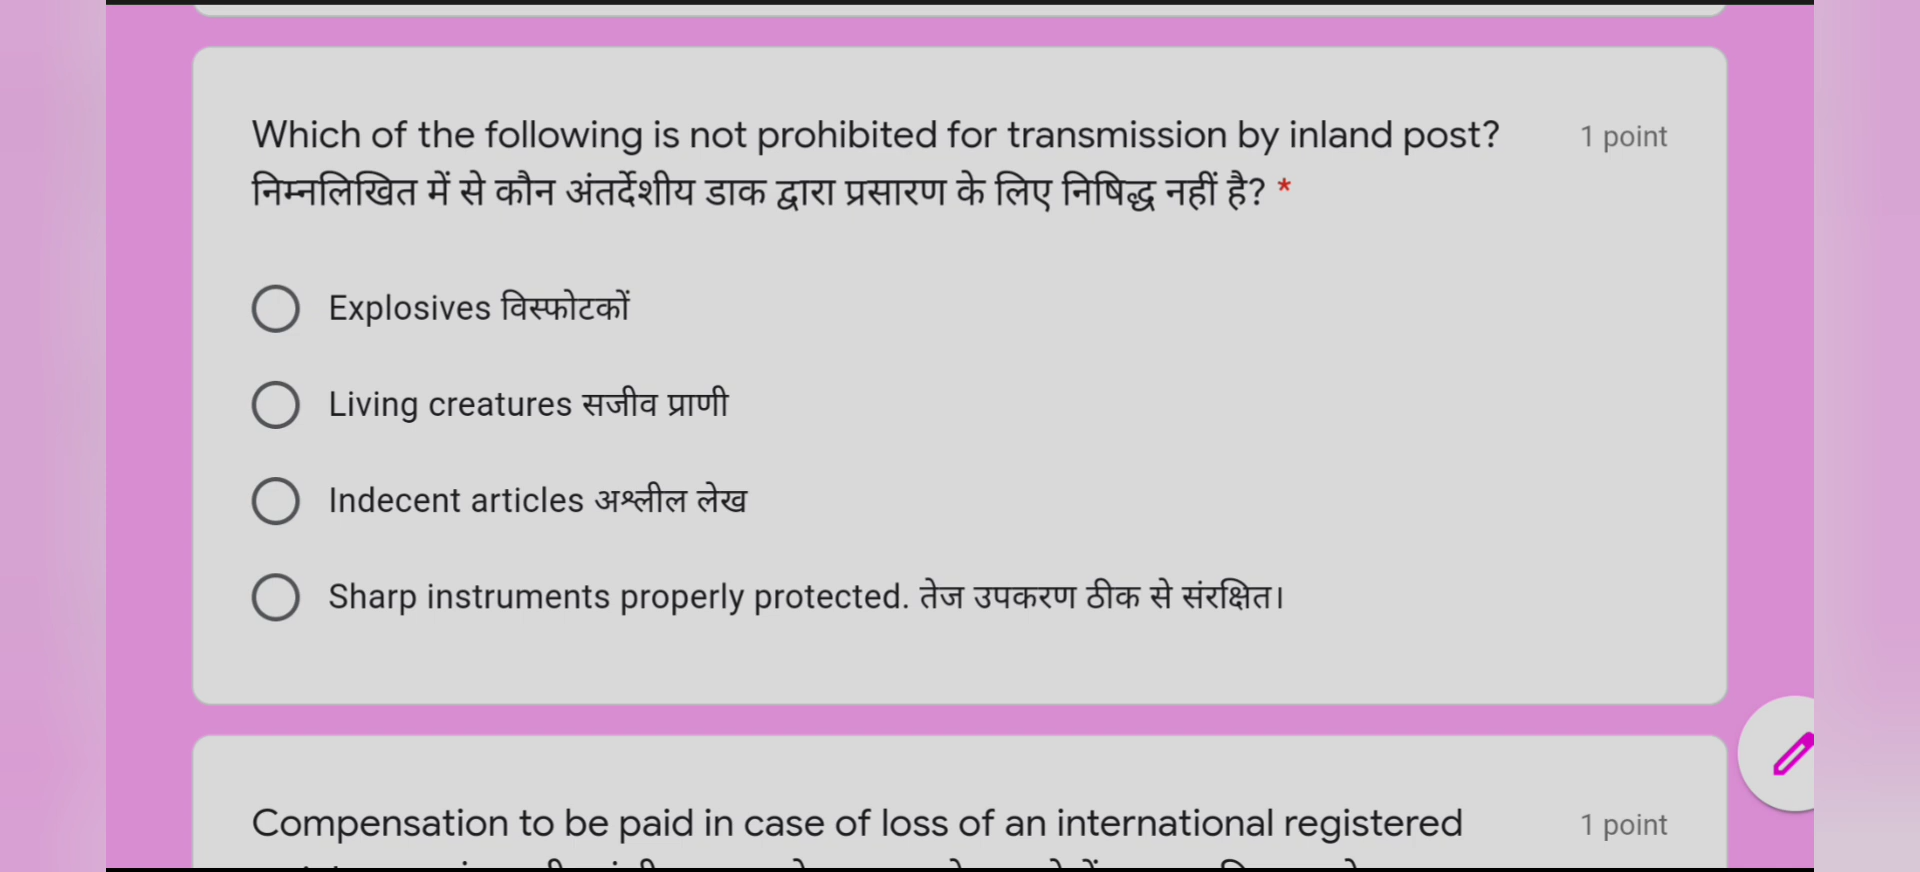 Which of the following is not prohibited for transmission by inland post?
1 point
निम्नलिखित में से कौन अंतर्देशीय डाक द्वारा प्रसारण के लिए निषिद्ध नहीं है? *
Explosives विस्फोटकों
Living creatures सजीव प्राणी
Indecent articles अश्लील लेख
Sharp instruments properly protected. तेज उपकरण ठीक से संरक्षित।
Compensation to be paid in case of loss of an international registered
1 point